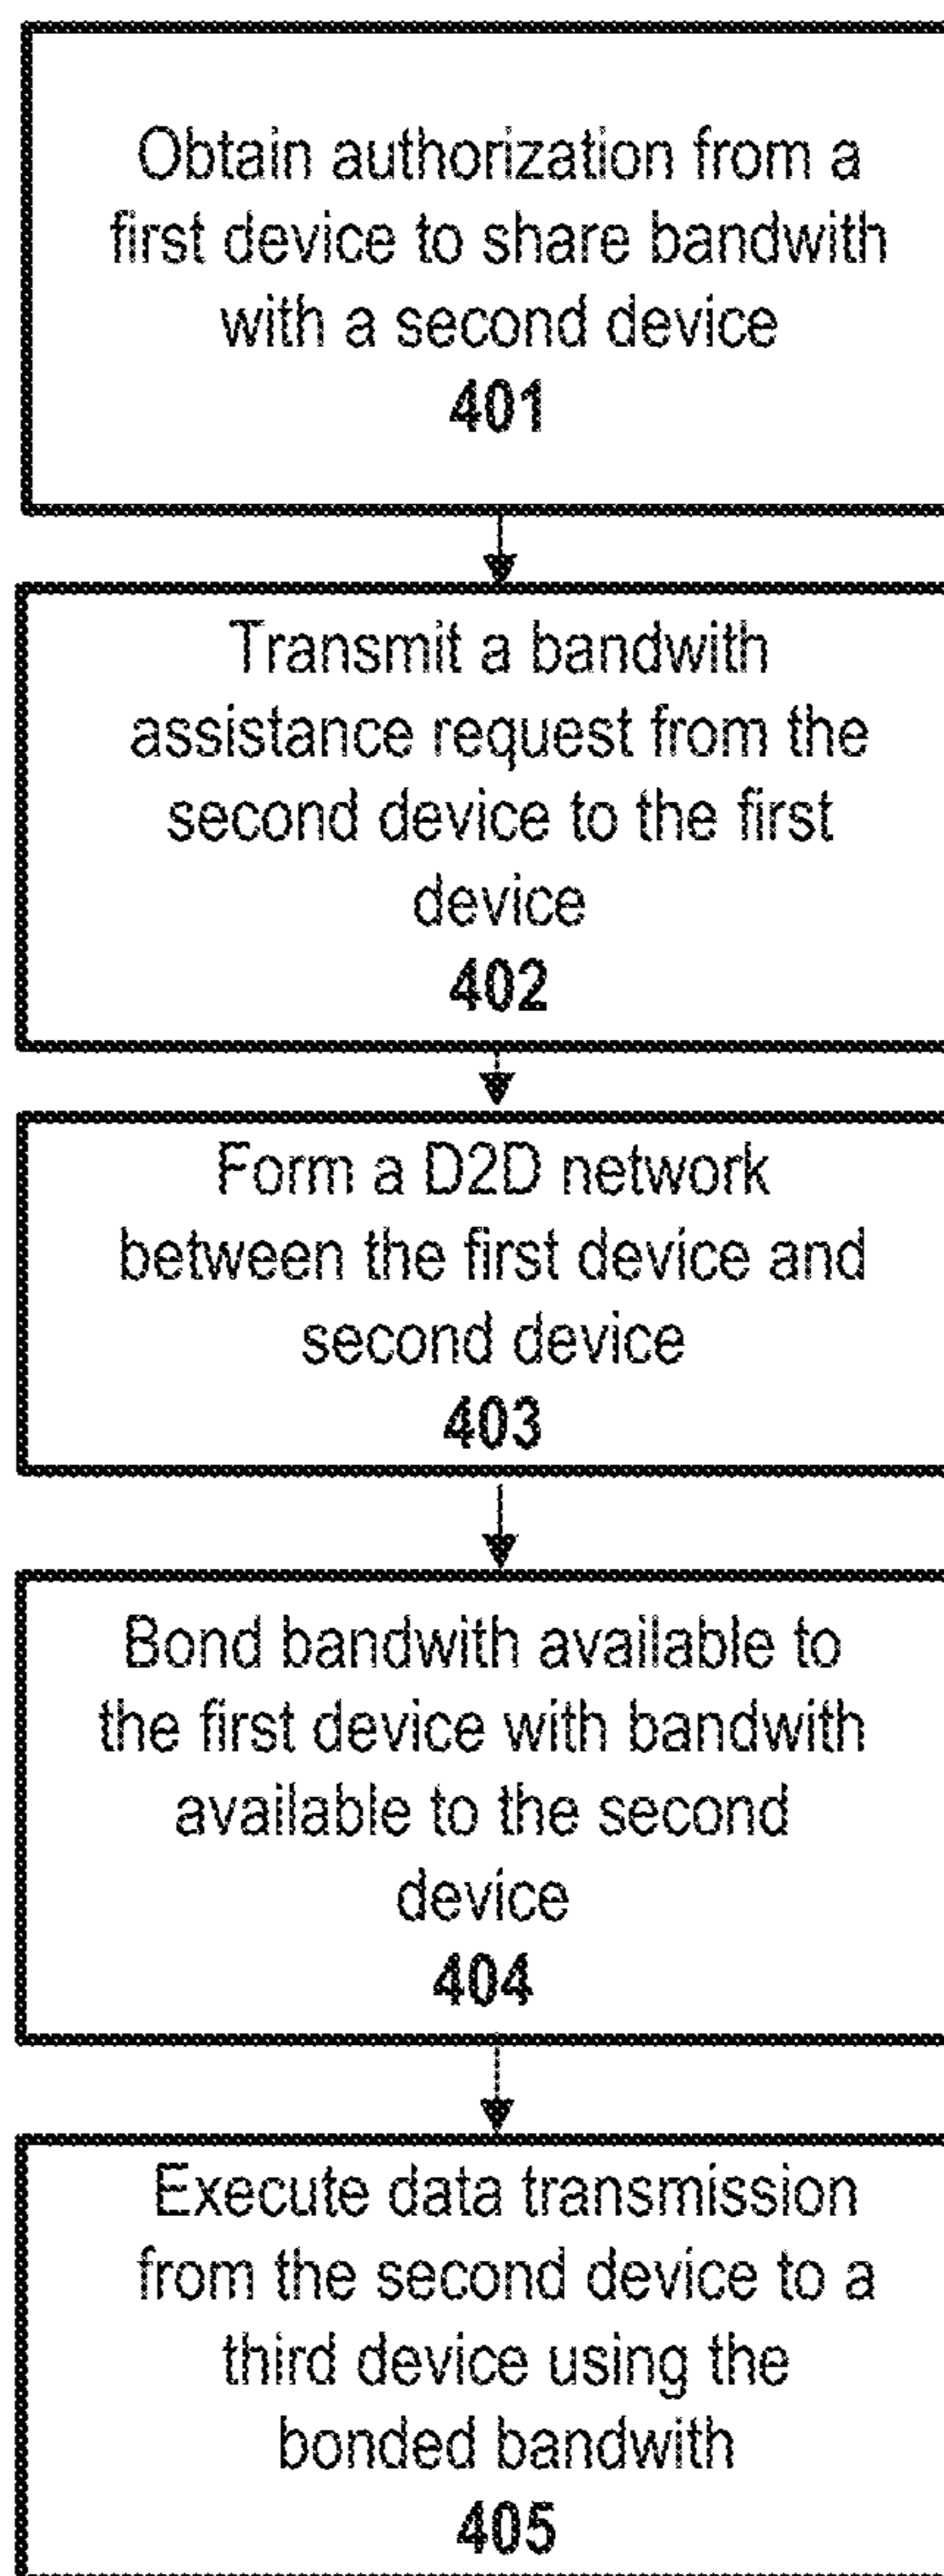 Obtain authorization from a
first device to share bandwith
with a second device
401
Transmit a bandwith
assistance request from the
second device to the first
device
402
Form a D2D network
between the first device and
second device
403
Bond bandwith available to
the first device with bandwith
available to the second
device
404
Execute data transmission
from the second device to a
third device using the
bonded bandwith
405